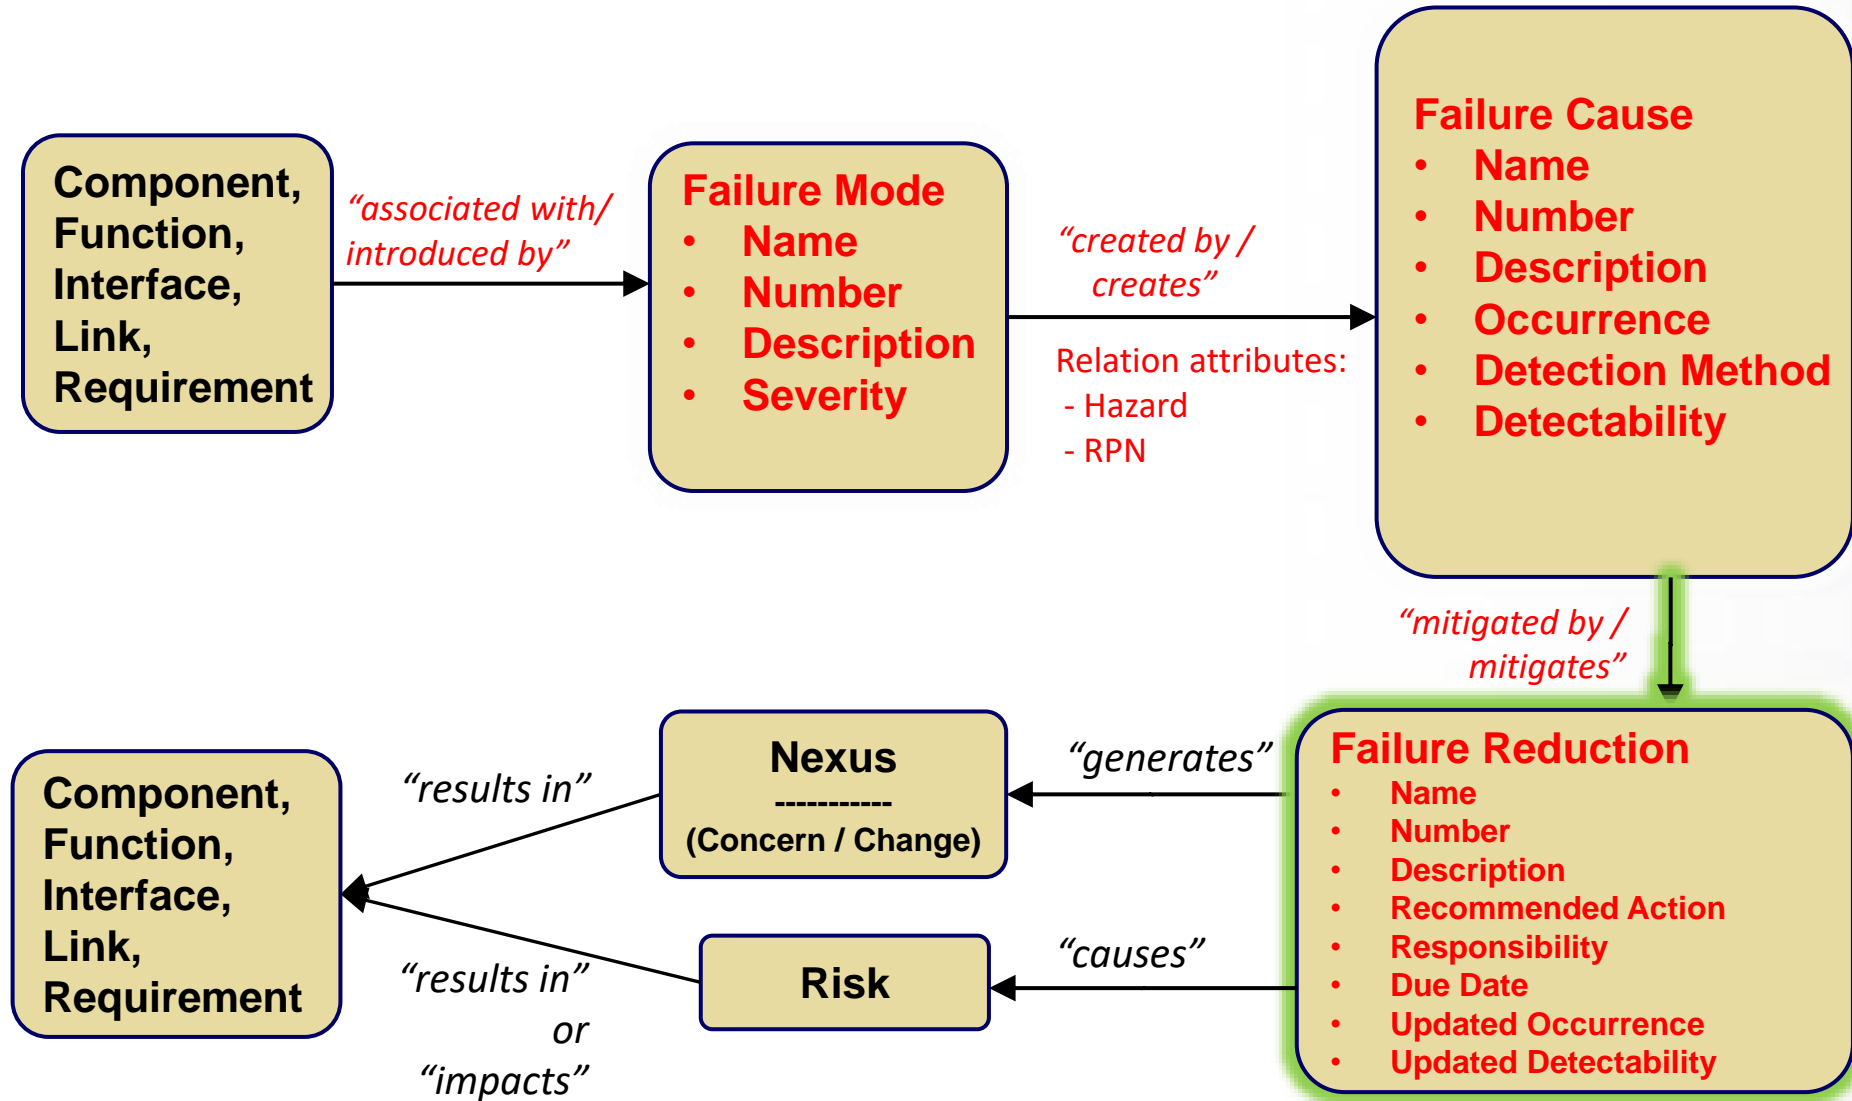 Component,
Function,
Interface,
Link,
Requirement
“associated with/
introduced by”
Failure Mode
• Name
• Number
• Description
• Severity
“created by /
creates”
Relation attributes:
- Hazard
- RPN
Failure Cause
• Name
• Number
• Description
• Occurrence
• Detection Method
• Detectability
“mitigated by /
mitigates”
Failure Reduction
• Name
• Number
• Description
• Recommended Action
• Responsibility
• Due Date
• Updated Occurrence
• Updated Detectability
“generates”
Nexus
-----------
(Concern / Change)
“results in”
“causes”
Risk
“results in”
or
“impacts”
Component,
Function,
Interface,
Link,
Requirement